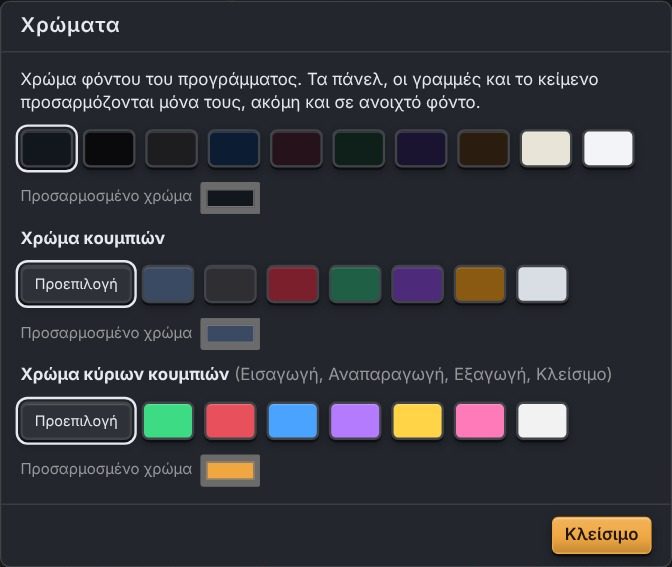 Χρώματα
Χρώμα φόντου του προγράμματος. Τα πάνελ, οι γραμμές και το κείμενο
προσαρμόζονται μόνα τους, ακόμη και σε ανοιχτό φόντο.
Προσαρμοσμένο χρώμα
Χρώμα κουμπιών
Προεπιλογή
Προσαρμοσμένο χρώμα
Χρώμα κύριων κουμπιών (Εισαγωγή, Αναπαραγωγή, Εξαγωγή, Κλείσιμο)
Προεπιλογή
Προσαρμοσμένο χρώμα
Κλείσιμο